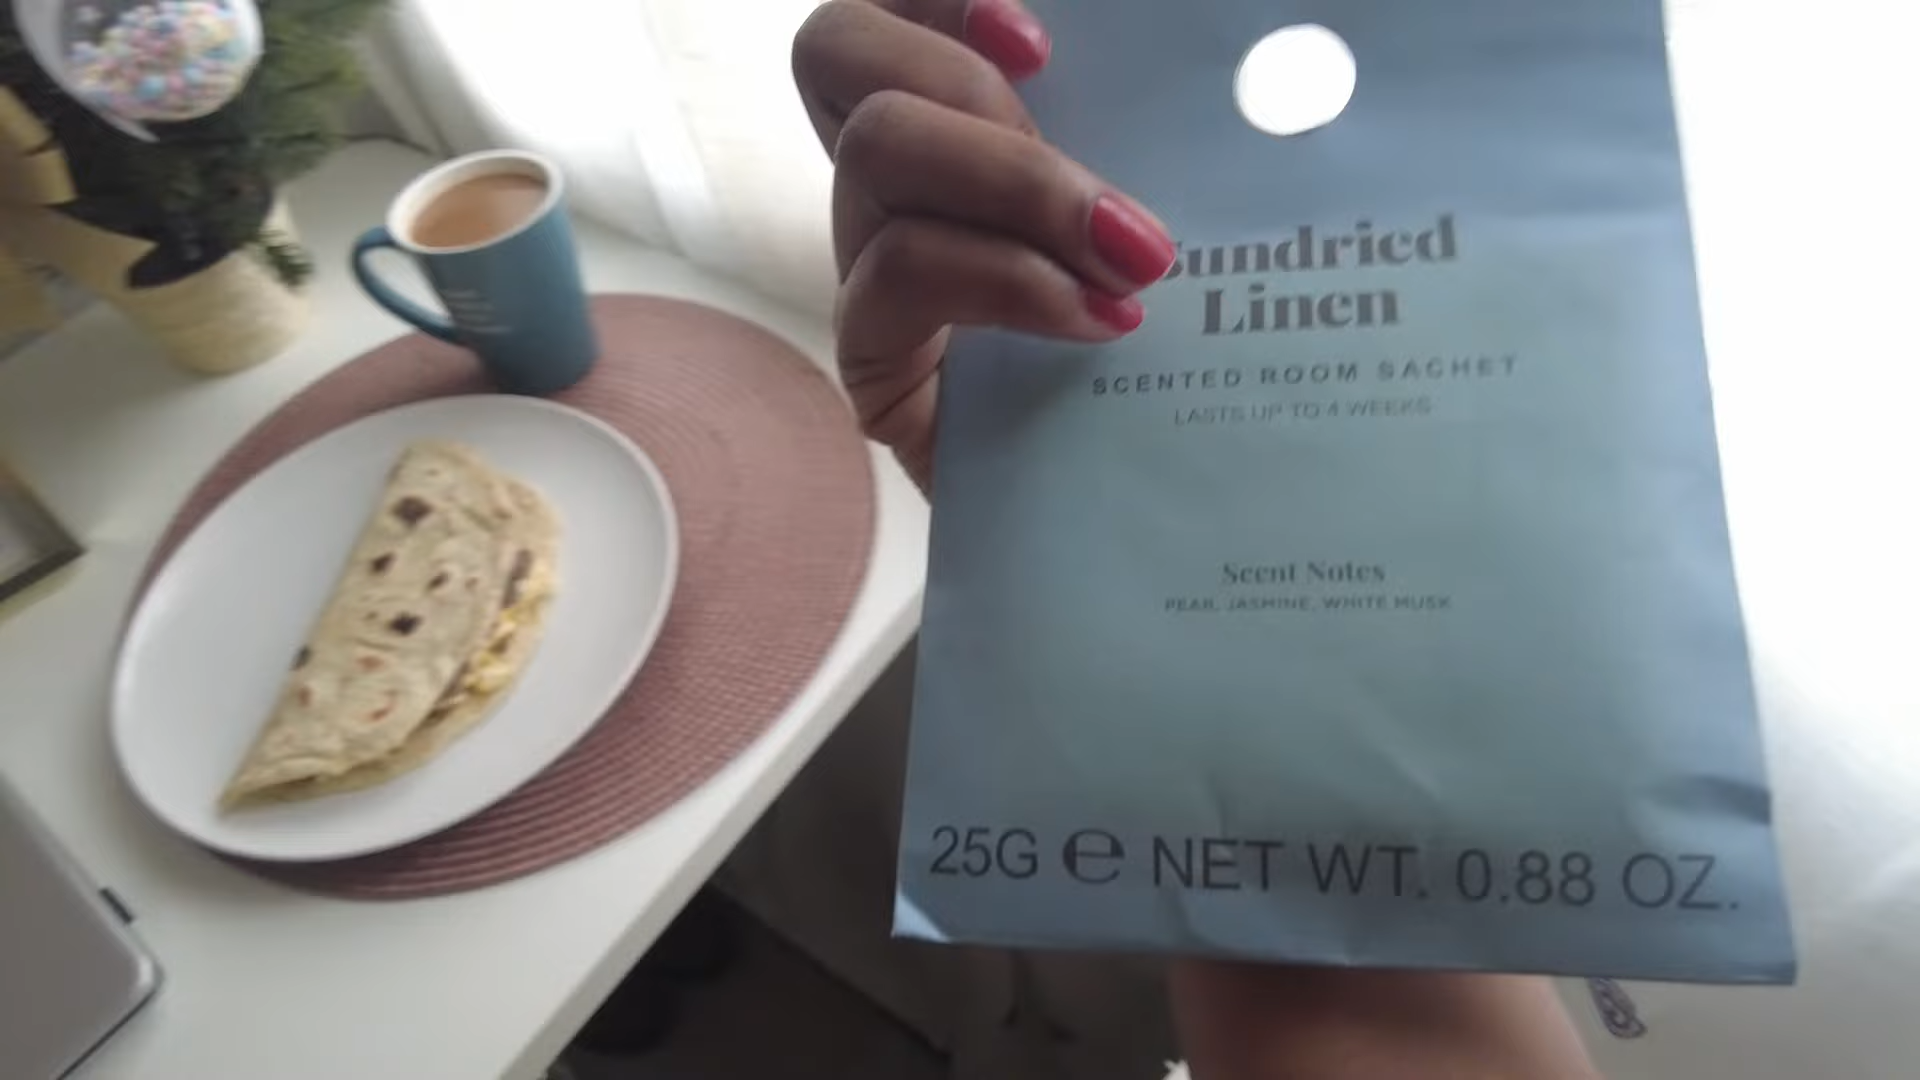 Sundried
Linen
SCENTED ROOM SACHET
LASTS UP TO 4 WEEKS
Scent Notes
PEAR, JASMINE, WHITE MUSK
25G e NET WT. 0.88 OZ.